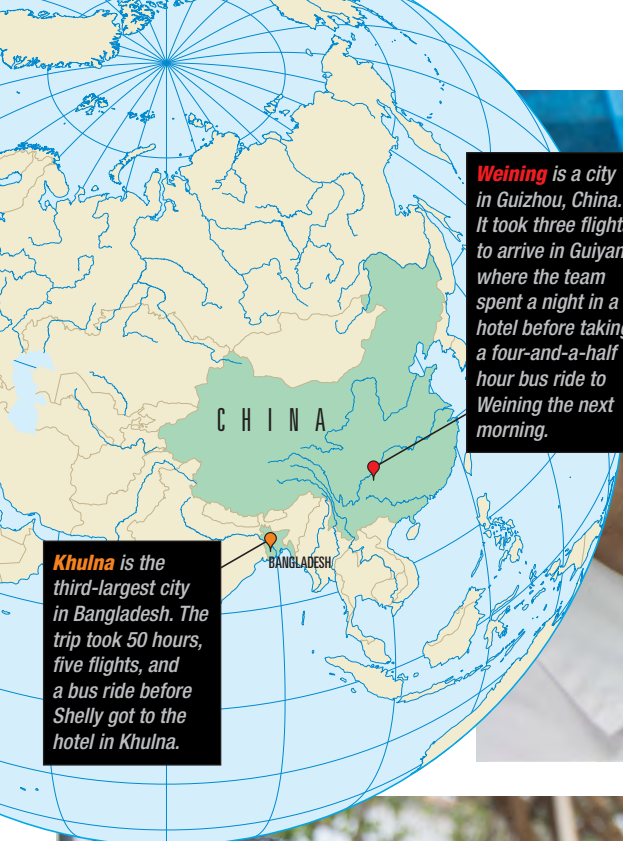 Weining is a city
in Guizhou, China.
It took three flight
to arrive in Guiyan
where the team
spent a night in a
hotel before taking
a four-and-a-half
hour bus ride to
Weining the next
morning.
CHINA
BANGLADESH
Khulna is the
third-largest city
in Bangladesh. The
trip took 50 hours,
five flights, and
a bus ride before
Shelly got to the
hotel in Khulna.